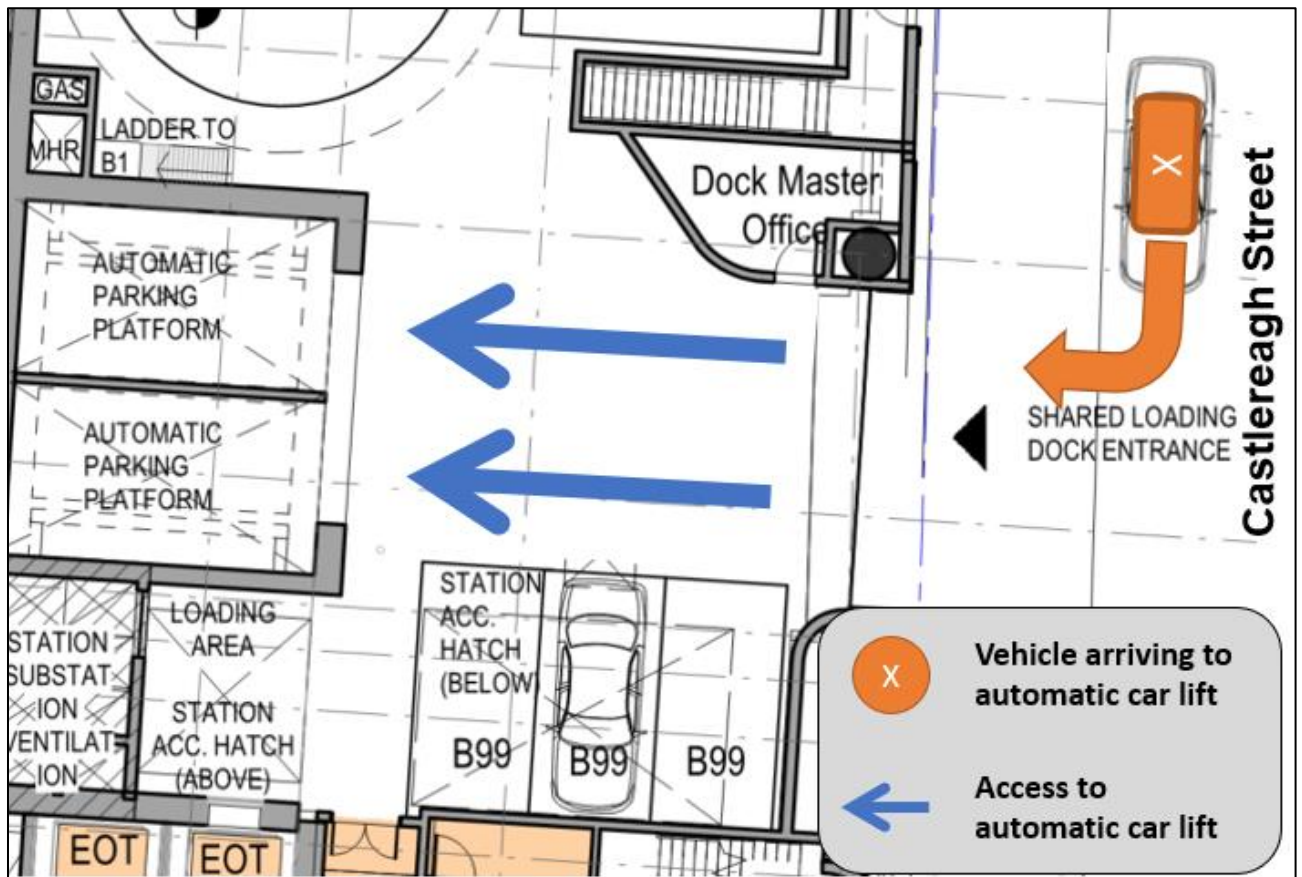 GAS
MHR
LADDER TO
B1
Dock Master
Office
X
Castlereagh Street
AUTOMATIC
PARKING
PLATFORM
AUTOMATIC
PARKING
PLATFORM
SHARED LOADING
DOCK ENTRANCE
STATION
SUBSTAT-
ION
VENTILAT-
ION
LOADING
AREA
STATION
ACC. HATCH
(ABOVE)
STATION
ACC.
HATCH
(BELOW)
B99
B99
B99
EOT
EOT
X
Vehicle arriving to
automatic car lift
Access to
automatic car lift